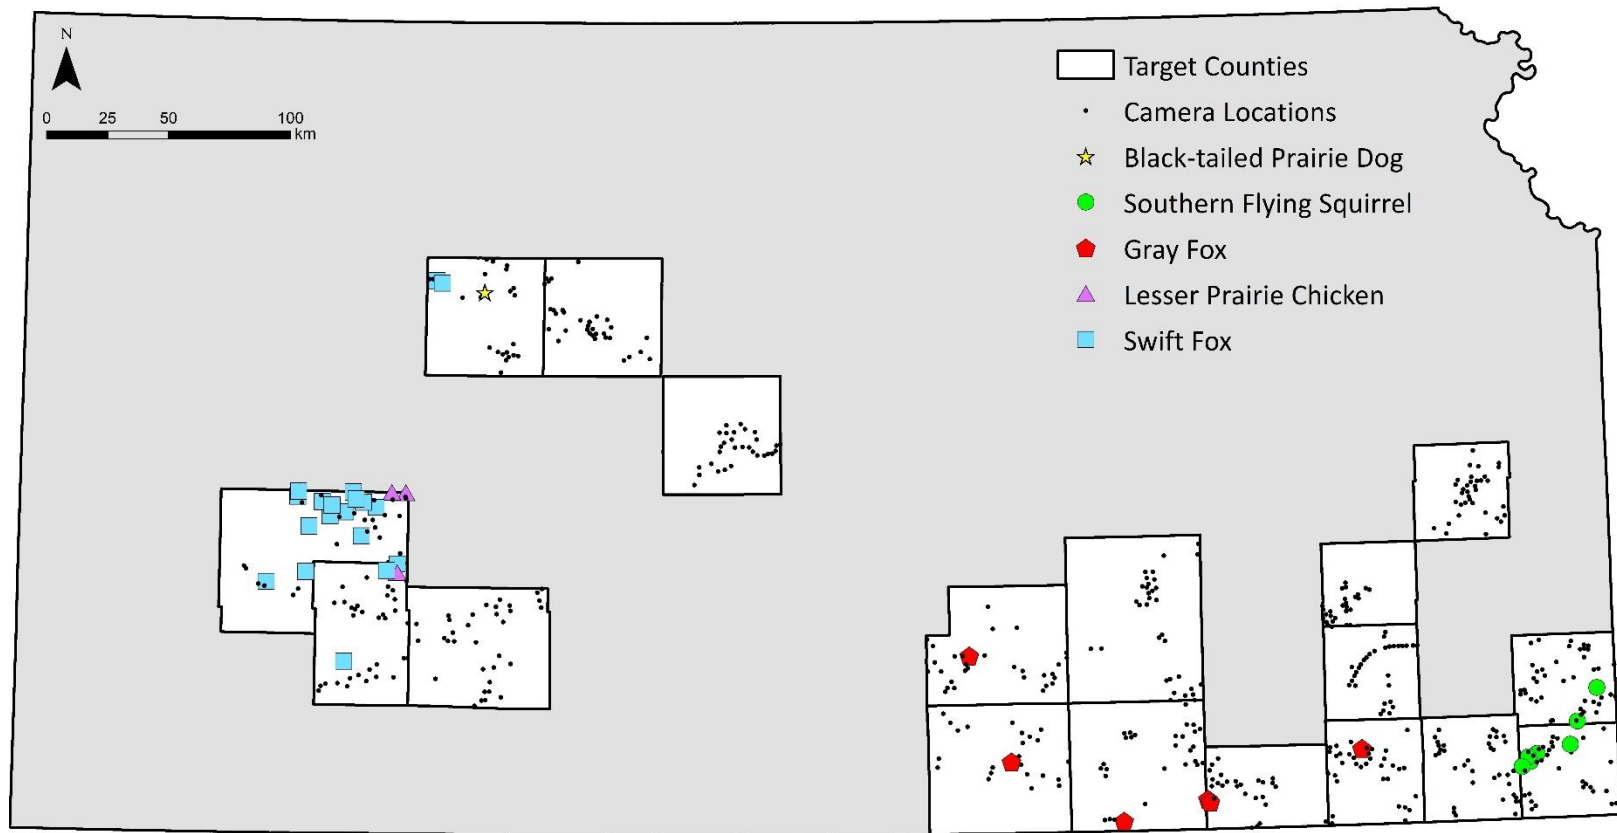 N
0 25 50 100
km
Target Counties
Camera Locations
Black-tailed Prairie Dog
Southern Flying Squirrel
Gray Fox
Lesser Prairie Chicken
Swift Fox